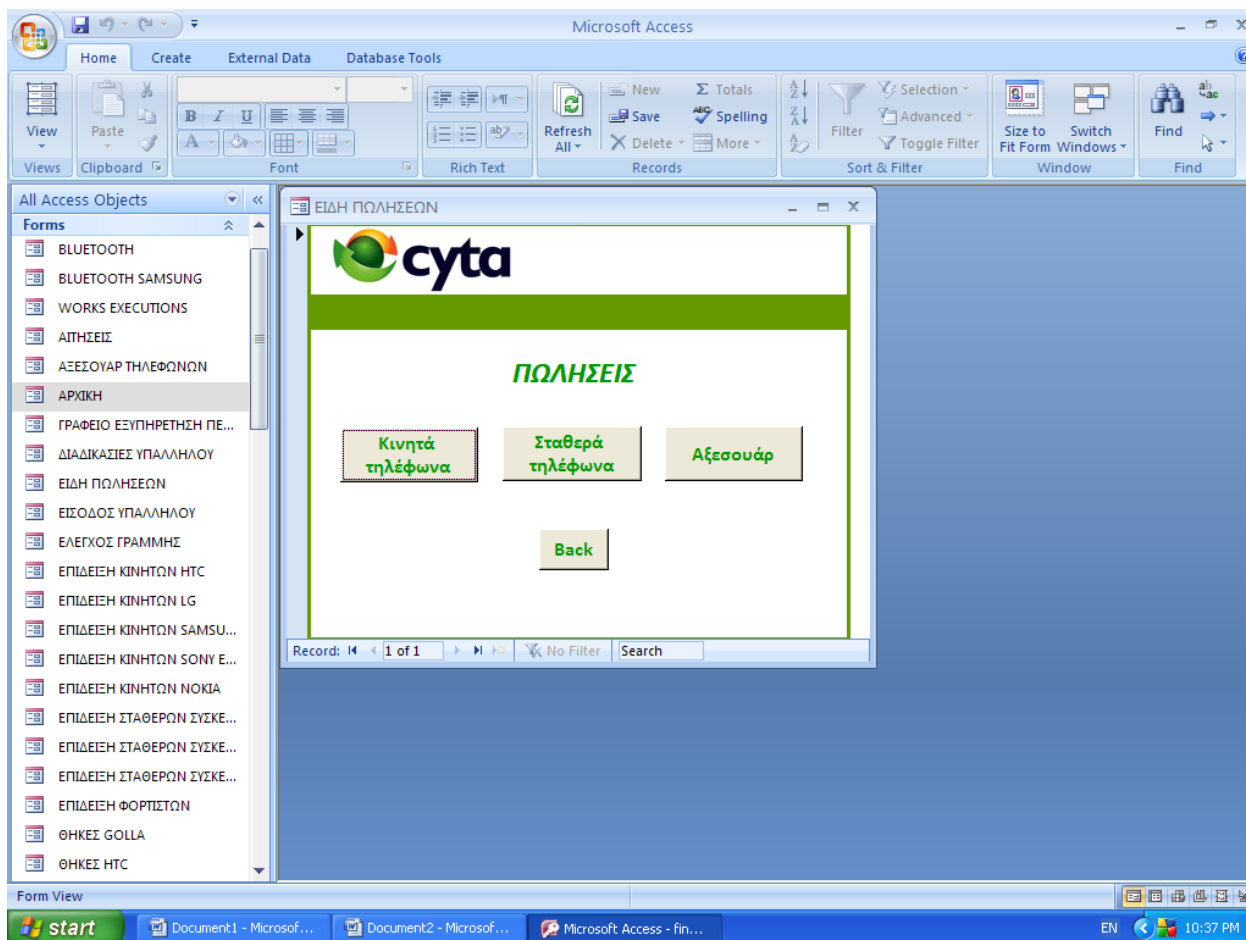 Microsoft Access
Home Create External Data Database Tools
View
Paste
B I U
A
Refresh
All
New
Save
Delete
Σ Totals
ABC Spelling
More
Filter
Selection
Advanced
Toggle Filter
Size to
Fit Form
Switch
Windows
Find
ab
ac
Views Clipboard Font Rich Text Records Sort & Filter Window Find
All Access Objects
Forms
BLUETOOTH
BLUETOOTH SAMSUNG
WORKS EXECUTIONS
ΑΙΤΗΣΕΙΣ
ΑΞΕΣΟΥΑΡ ΤΗΛΕΦΩΝΩΝ
ΑΡΧΙΚΗ
ΓΡΑΦΕΙΟ ΕΞΥΠΗΡΕΤΗΣΗ ΠΕ...
ΔΙΑΔΙΚΑΣΙΕΣ ΥΠΑΛΛΗΛΟΥ
ΕΙΔΗ ΠΩΛΗΣΕΩΝ
ΕΙΣΟΔΟΣ ΥΠΑΛΛΗΛΟΥ
ΕΛΕΓΧΟΣ ΓΡΑΜΜΗΣ
ΕΠΙΔΕΙΞΗ ΚΙΝΗΤΩΝ HTC
ΕΠΙΔΕΙΞΗ ΚΙΝΗΤΩΝ LG
ΕΠΙΔΕΙΞΗ ΚΙΝΗΤΩΝ SAMSU...
ΕΠΙΔΕΙΞΗ ΚΙΝΗΤΩΝ SONY E...
ΕΠΙΔΕΙΞΗ ΚΙΝΗΤΩΝ ΝΟΚΙΑ
ΕΠΙΔΕΙΞΗ ΣΤΑΘΕΡΩΝ ΣΥΣΚΕ...
ΕΠΙΔΕΙΞΗ ΣΤΑΘΕΡΩΝ ΣΥΣΚΕ...
ΕΠΙΔΕΙΞΗ ΣΤΑΘΕΡΩΝ ΣΥΣΚΕ...
ΕΠΙΔΕΙΞΗ ΦΟΡΤΙΣΤΩΝ
ΘΗΚΕΣ GOLLA
ΘΗΚΕΣ HTC
ΕΙΔΗ ΠΩΛΗΣΕΩΝ
cyta
ΠΩΛΗΣΕΙΣ
Κινητά
τηλέφωνα
Σταθερά
τηλέφωνα
Αξεσουάρ
Back
Record: 1 of 1 No Filter Search
Form View
start Document1 - Microsof... Document2 - Microsof... Microsoft Access - fin... EN 10:37 PM